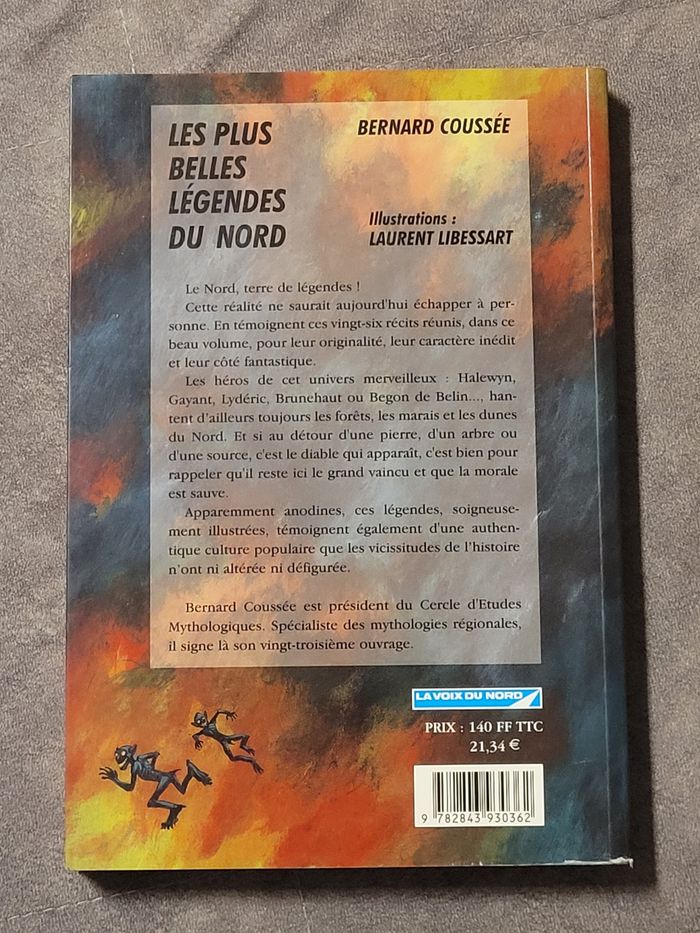 LES PLUS
BELLES
LÉGENDES
DU NORD
BERNARD COUSSÉE
Illustrations :
LAURENT LIBESSART
Le Nord, terre de légendes !
Cette réalité ne saurait aujourd'hui échapper à per-
sonne. En témoignent ces vingt-six récits réunis, dans ce
beau volume, pour leur originalité, leur caractère inédit
et leur côté fantastique.
Les héros de cet univers merveilleux : Halewyn,
Gayant, Lydéric, Brunehaut ou Begon de Belin..., han-
tent d'ailleurs toujours les forêts, les marais et les dunes
du Nord. Et si au détour d'une pierre, d'un arbre ou
d'une source, c'est le diable qui apparaît, c'est bien pour
rappeler qu'il reste ici le grand vaincu et que la morale
est sauve.
Apparemment anodines, ces légendes, soigneuse-
ment illustrées, témoignent également d'une authen-
tique culture populaire que les vicissitudes de l'histoire
n'ont ni altérée ni défigurée.
Bernard Coussée est président du Cercle d'Etudes
Mythologiques. Spécialiste des mythologies régionales,
il signe là son vingt-troisième ouvrage.
LA VOIX DU NORD
PRIX : 140 FF TTC
21,34 €
9 782843 930362